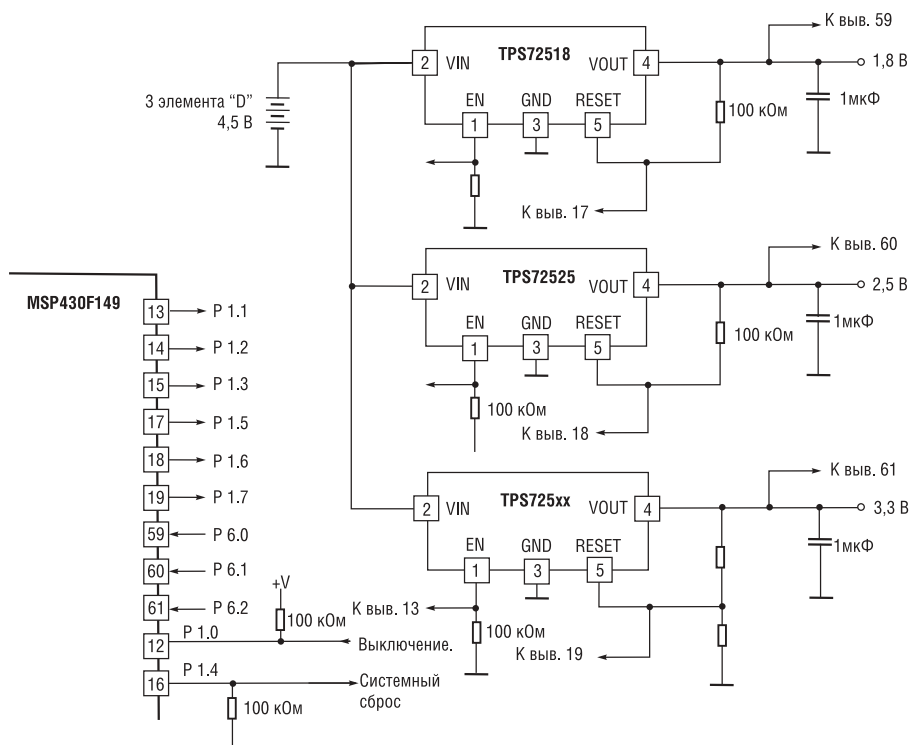 К выв. 59
TPS72518
2 VIN VOUT 4
1,8 В
3 элемента “D”
4,5 В
EN GND RESET
1 3 5
100 кОм
1мкФ
К выв. 17
К выв. 60
TPS72525
2 VIN VOUT 4
2,5 В
EN GND RESET
1 3 5
100 кОм
1мкФ
100 кОм
К выв. 18
MSP430F149
13 P 1.1
14 P 1.2
15 P 1.3
17 P 1.5
18 P 1.6
19 P 1.7
59 P 6.0
60 P 6.1
61 P 6.2
12 P 1.0
+V
100 кОм
Выключение.
16 P 1.4
Системный
сброс
100 кОм
К выв. 61
TPS725xx
2 VIN VOUT 4
3,3 В
EN GND RESET
1 3 5
1мкФ
К выв. 13
100 кОм
К выв. 19